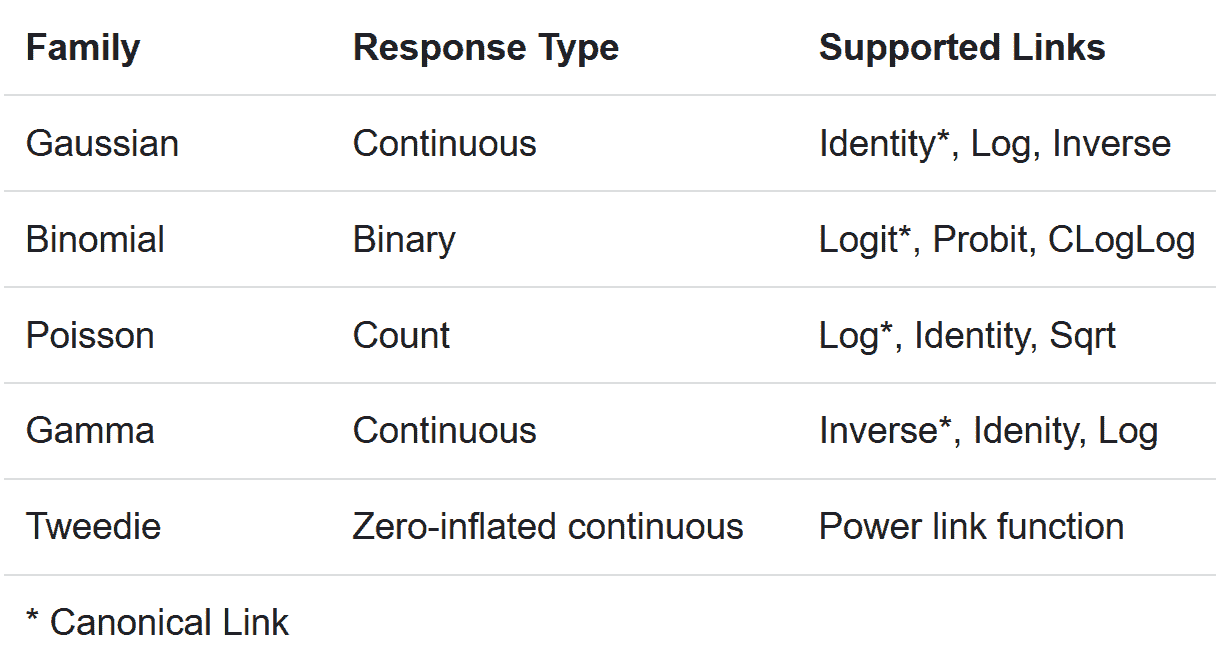 Family Response Type Supported Links
Gaussian Continuous Identity*, Log, Inverse
Binomial Binary Logit*, Probit, CLogLog
Poisson Count Log*, Identity, Sqrt
Gamma Continuous Inverse*, Idenity, Log
Tweedie Zero-inflated continuous Power link function
* Canonical Link